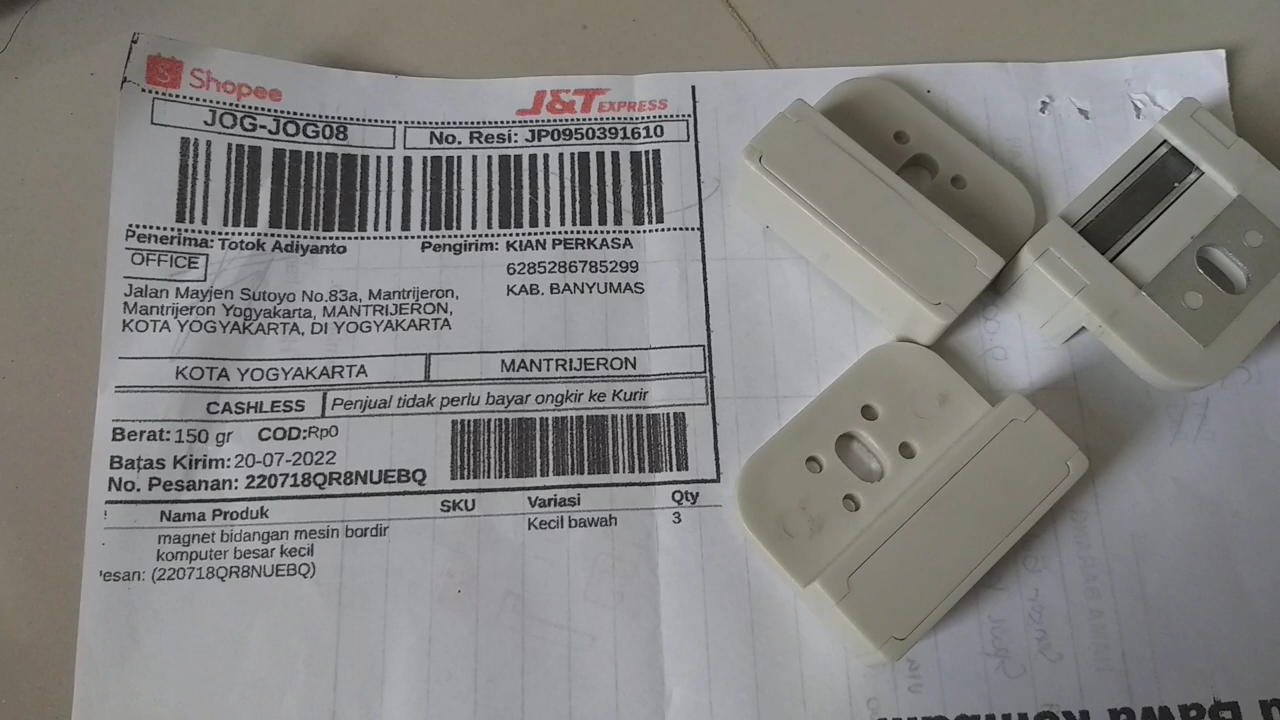 Shopee
J&T EXPRESS
JOG-JOG08
No. Resi: JP0950391610
Penerima: Totok Adiyanto
Pengirim: KIAN PERKASA
OFFICE
6285286785299
KAB. BANYUMAS
Jalan Mayjen Sutoyo No.83a, Mantrijeron,
Mantrijeron Yogyakarta, MANTRIJERON,
KOTA YOGYAKARTA, DI YOGYAKARTA
KOTA YOGYAKARTA
MANTRIJERON
CASHLESS
Penjual tidak perlu bayar ongkir ke Kurir
Berat: 150 gr COD:Rp0
Batas Kirim: 20-07-2022
No. Pesanan: 220718QR8NUEBQ
Nama Produk SKU Variasi Qty
magnet bidangan mesin bordir Kecil bawah 3
komputer besar kecil
esan: (220718QR8NUEBQ)